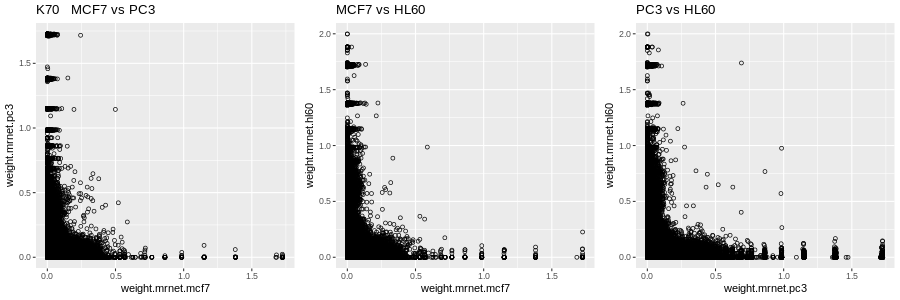 K70 MCF7 vs PC3
weight.mrnet.pc3
1.5
1.0
0.5
0.0
0.0 0.5 1.0 1.5
weight.mrnet.mcf7
MCF7 vs HL60
weight.mrnet.hl60
2.0
1.5
1.0
0.5
0.0
0.0 0.5 1.0 1.5
weight.mrnet.mcf7
PC3 vs HL60
weight.mrnet.hl60
2.0
1.5
1.0
0.5
0.0
0.0 0.5 1.0 1.5
weight.mrnet.pc3